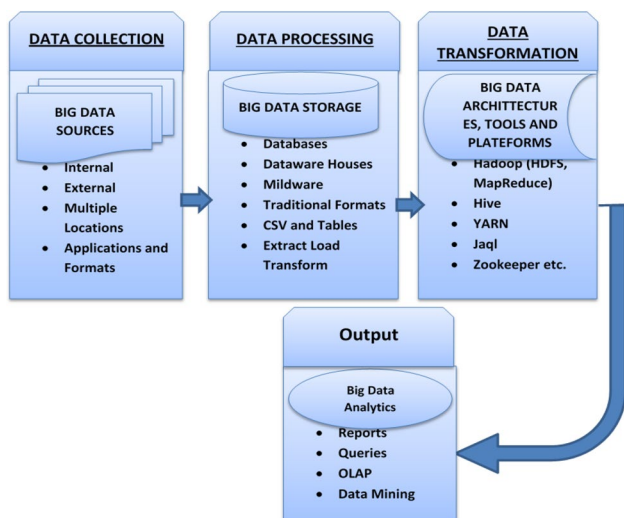 DATA COLLECTION
BIG DATA
SOURCES
• Internal
• External
• Multiple
Locations
• Applications and
Formats
DATA PROCESSING
BIG DATA STORAGE
• Databases
• Dataware Houses
• Mildware
• Traditional Formats
• CSV and Tables
• Extract Load
Transform
DATA
TRANSFORMATION
BIG DATA
ARCHITTECTUR
ES, TOOLS AND
PLATEFORMS
• Hadoop (HDFS,
MapReduce)
• Hive
• YARN
• Jaql
• Zookeeper etc.
Output
Big Data
Analytics
• Reports
• Queries
• OLAP
• Data Mining